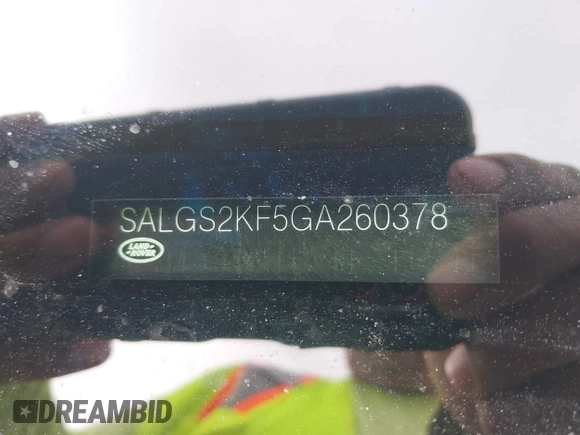 SALGS2KF5GA260378
LAND-
ROVER
DREAMBID